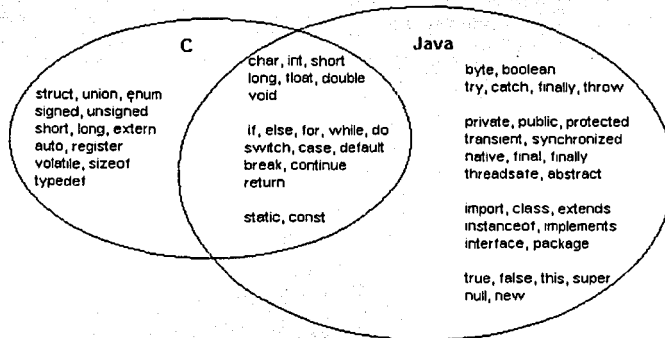 C
struct, union, enum
signed, unsigned
short, long, extern
auto, register
volatile, sizeof
typedef
char, int, short
long, float, double
void
if, else, for, while, do
switch, case, default
break, continue
return
static, const
Java
byte, boolean
try, catch, finally, throw
private, public, protected
transient, synchronized
native, final, finally
threadsafe, abstract
import, class, extends
instanceof, implements
interface, package
true, false, this, super
null, new